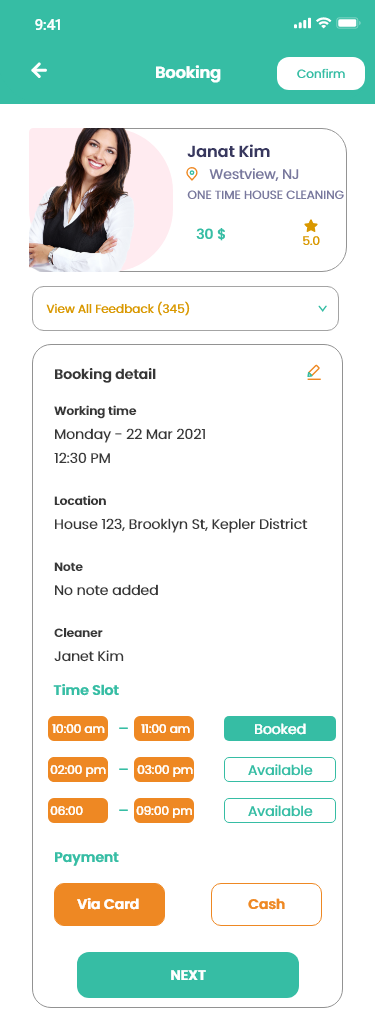 9:41
Booking
Confirm
Janat Kim
Westview, NJ
ONE TIME HOUSE CLEANING
30 $
5.0
View All Feedback (345)
Booking detail
Working time
Monday - 22 Mar 2021
12:30 PM
Location
House 123, Brooklyn St, Kepler District
Note
No note added
Cleaner
Janet Kim
Time Slot
10:00 am – 11:00 am Booked
02:00 pm – 03:00 pm Available
06:00 – 09:00 pm Available
Payment
Via Card Cash
NEXT